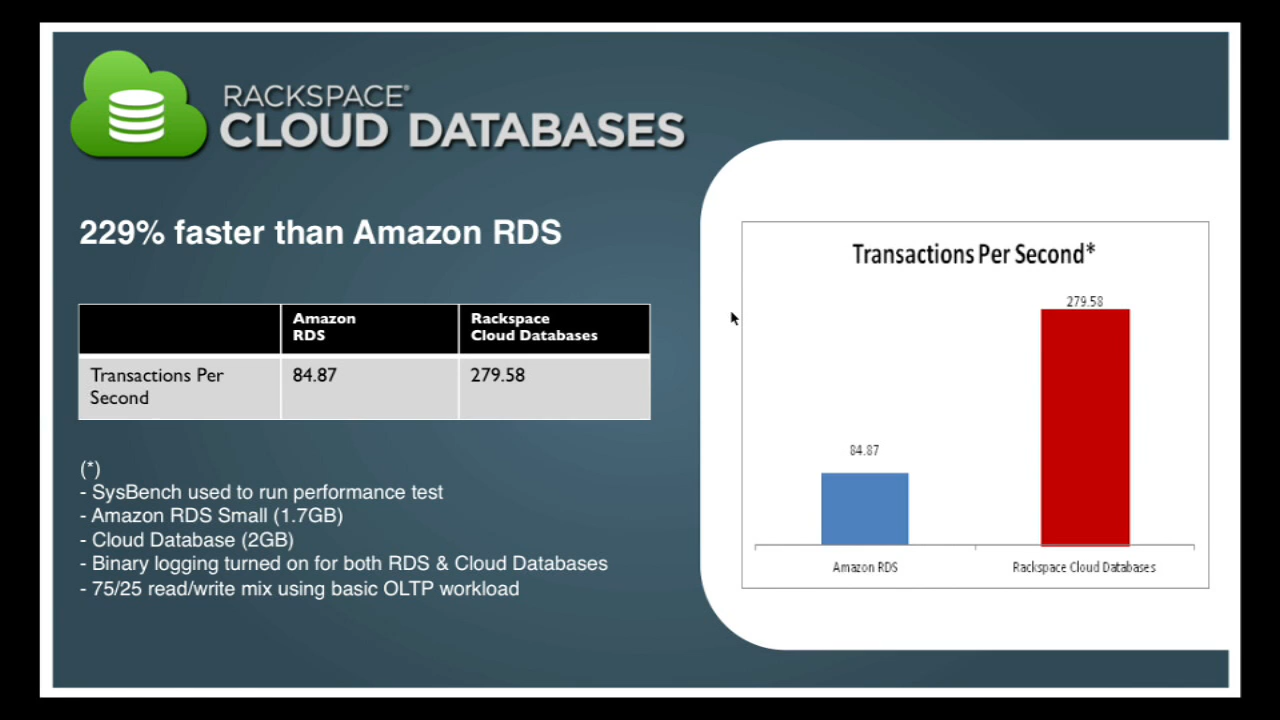 RACKSPACE®
CLOUD DATABASES
229% faster than Amazon RDS
Amazon
RDS
Rackspace
Cloud Databases
Transactions Per
Second
84.87
279.58
(*)
- SysBench used to run performance test
- Amazon RDS Small (1.7GB)
- Cloud Database (2GB)
- Binary logging turned on for both RDS & Cloud Databases
- 75/25 read/write mix using basic OLTP workload
Transactions Per Second*
279.58
84.87
Amazon RDS
Rackspace Cloud Databases